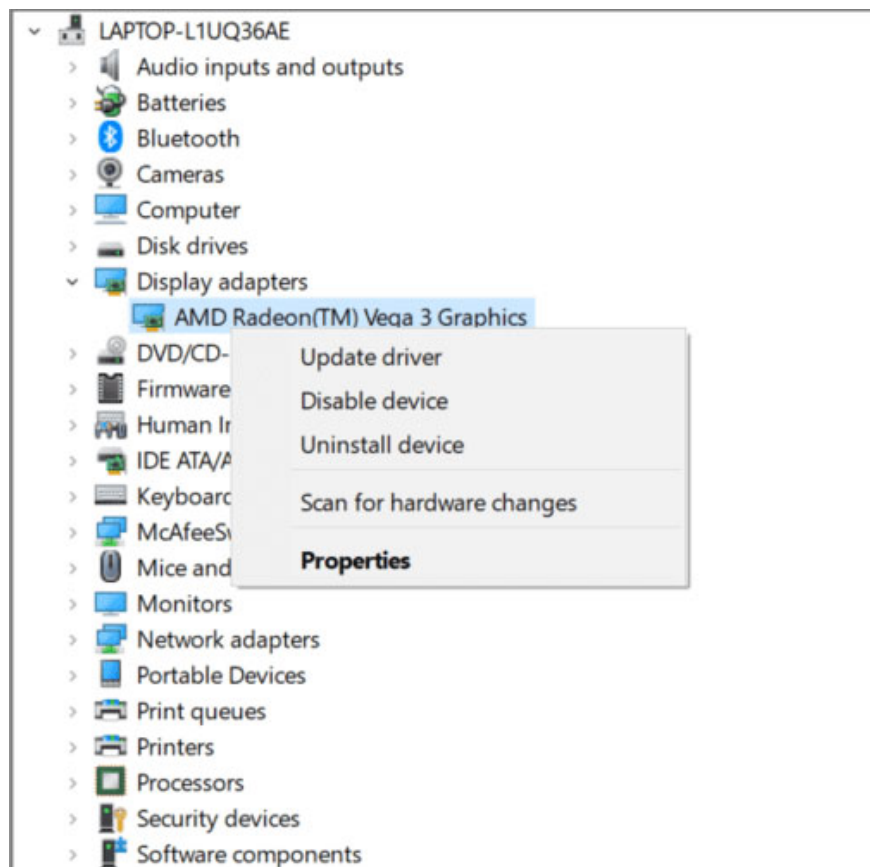 LAPTOP-L1UQ36AE
Audio inputs and outputs
Batteries
Bluetooth
Cameras
Computer
Disk drives
Display adapters
AMD Radeon(TM) Vega 3 Graphics
DVD/CD-
Firmware
Human
IDE ATA/A
Keyboard
McAfeeS
Mice and
Update driver
Disable device
Uninstall device
Scan for hardware changes
Properties
Monitors
Network adapters
Portable Devices
Print queues
Printers
Processors
Security devices
Software components